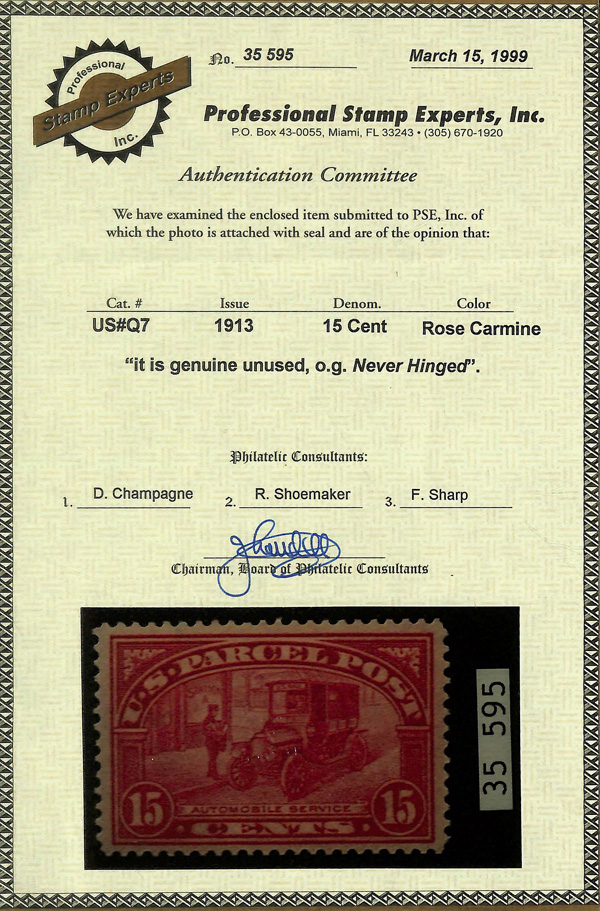 Professional
Stamp Experts
Inc.
No. 35 595
March 15, 1999
Professional Stamp Experts, Inc.
P.O. Box 43-0055, Miami, FL 33243 • (305) 670-1920
Authentication Committee
We have examined the enclosed item submitted to PSE, Inc. of
which the photo is attached with seal and are of the opinion that:
Cat. # Issue Denom. Color
US#Q7 1913 15 Cent Rose Carmine
“it is genuine unused, o.g. Never Hinged”.
Philatelic Consultants:
1. D. Champagne 2. R. Shoemaker 3. F. Sharp
Chairman, Board of Philatelic Consultants
U.S. PARCEL POST
15 AUTOMOBILE SERVICE 15
CENTS
35 595